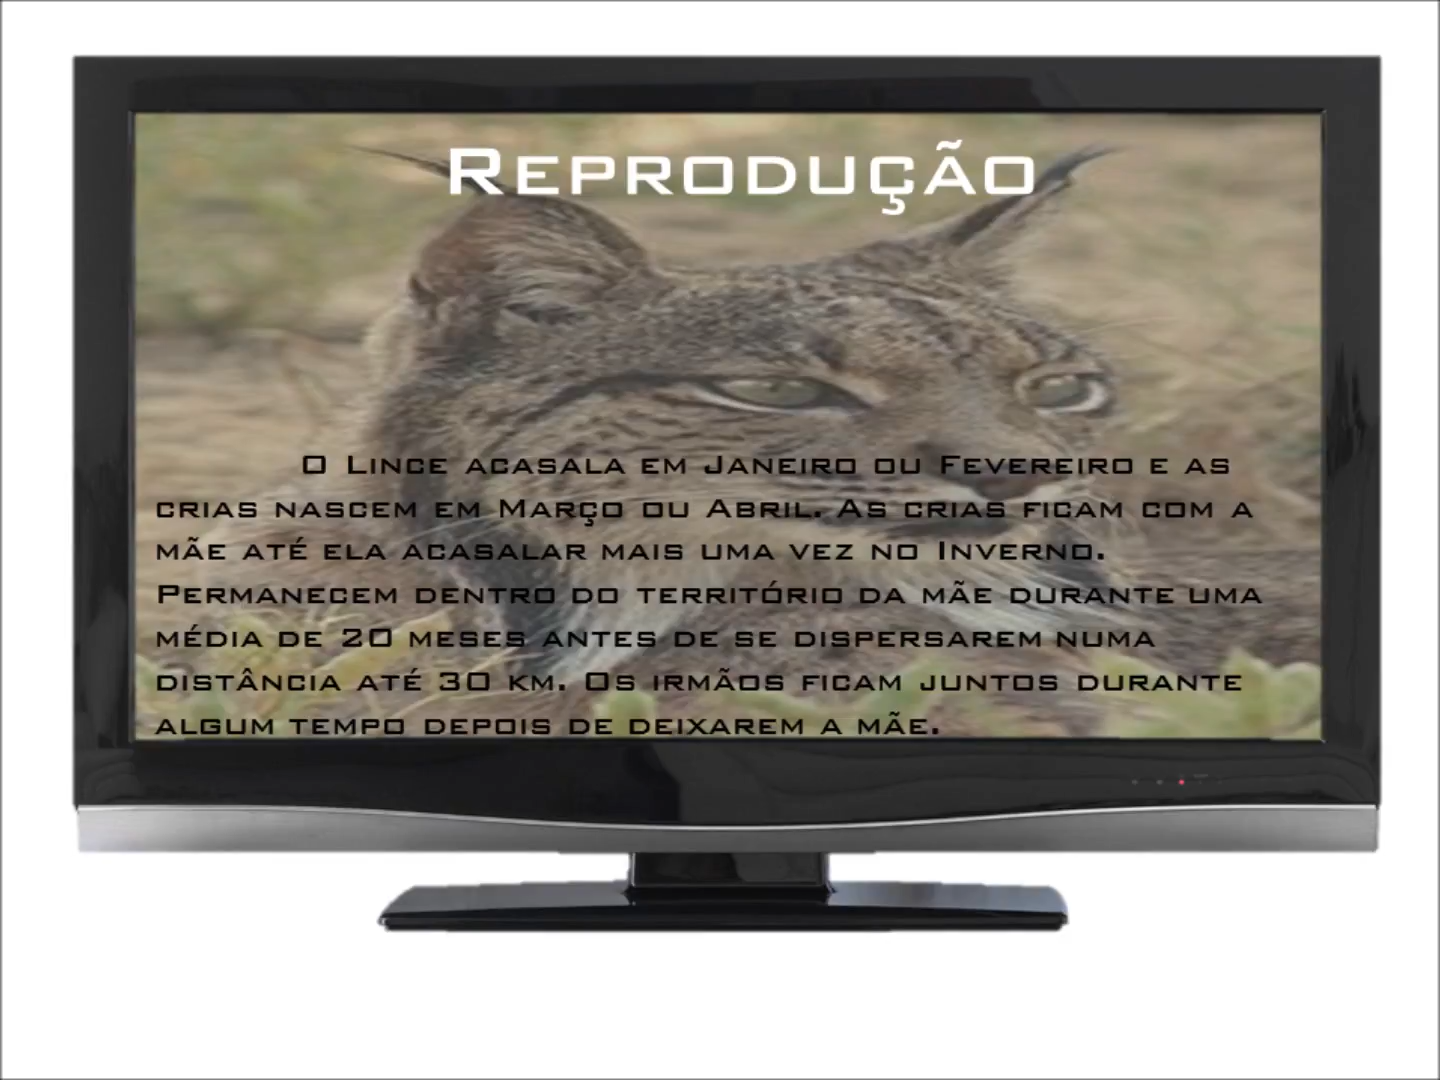 Reprodução
O Lince acasala em Janeiro ou Fevereiro e as
crias nascem em Março ou Abril. As crias ficam com a
mãe até ela acasalar mais uma vez no Inverno.
Permanecem dentro do território da mãe durante uma
média de 20 meses antes de se dispersarem numa
distância até 30 km. Os irmãos ficam juntos durante
algum tempo depois de deixarem a mãe.